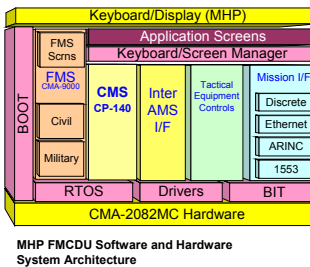 Keyboard/Display (MHP)
BOOT
FMS
Scrns
Application Screens
Keyboard/Screen Manager
FMS
CMA-9000
Civil
Military
CMS
CP-140
Inter
AMS
I/F
Tactical
Equipment
Controls
Mission I/F
Discrete
Ethernet
ARINC
1553
RTOS
Drivers
BIT
CMA-2082MC Hardware
MHP FMCDU Software and Hardware
System Architecture